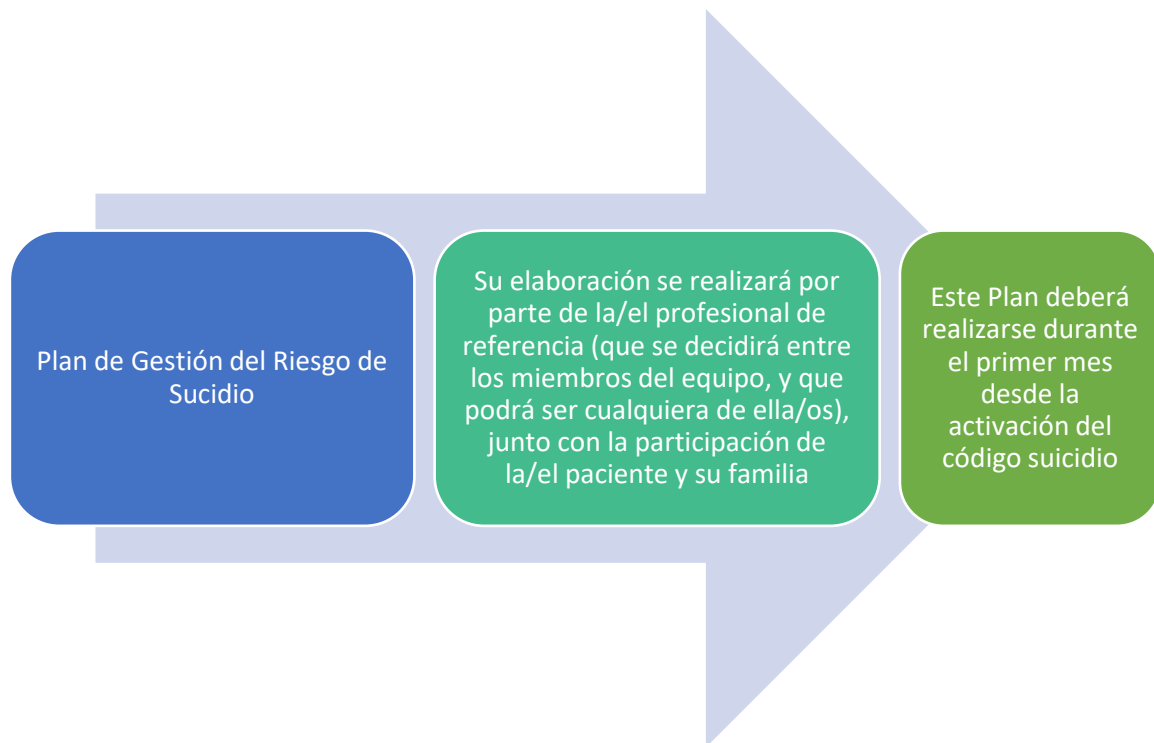 Plan de Gestión del Riesgo de
Sucidio
Su elaboración se realizará por
parte de la/el profesional de
referencia (que se decidirá entre
los miembros del equipo, y que
podrá ser cualquiera de ella/os),
junto con la participación de
la/el paciente y su familia
Este Plan deberá
realizarse durante
el primer mes
desde la
activación del
código suicidio